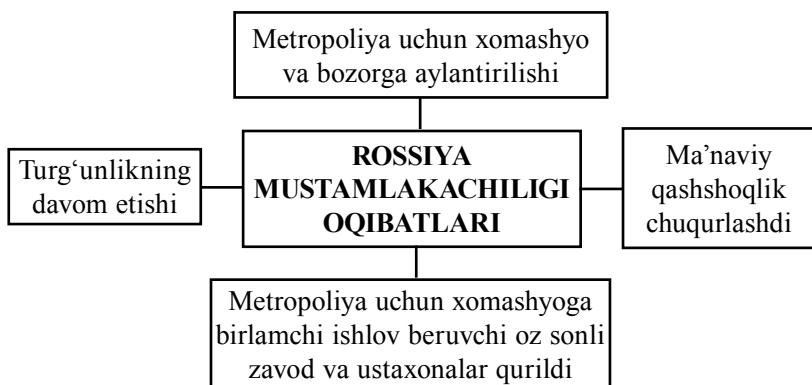 Metropoliya uchun xomashyo
va bozorga aylantirilishi
Turg‘unlikning
davom etishi
ROSSIYA
MUSTAMLAKACHILIGI
OQIBATLARI
Ma’naviy
qashshoqlik
chuqurlashdi
Metropoliya uchun xomashyoga
birlamchi ishlov beruvchi oz sonli
zavod va ustaxonalar qurildi